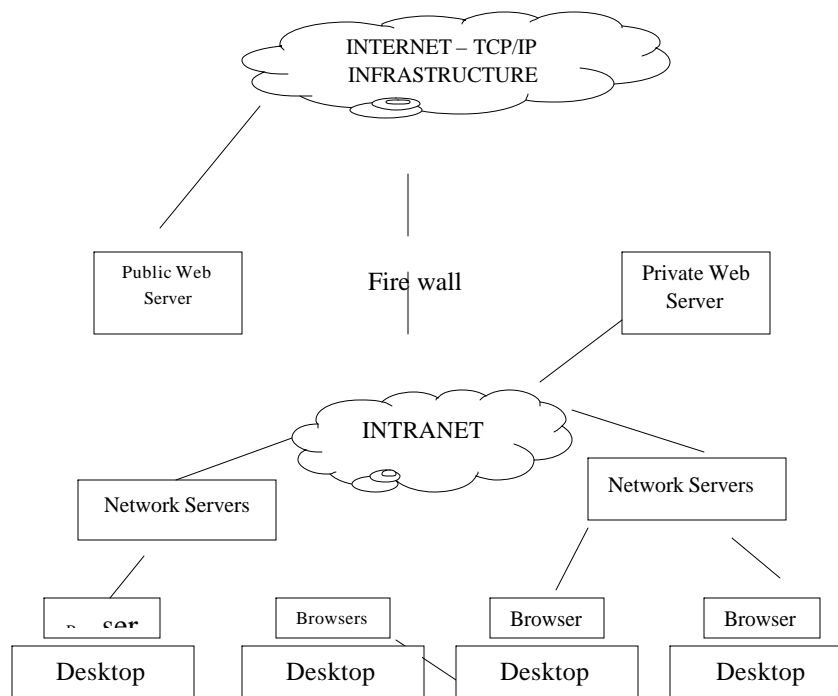 INTERNET – TCP/IP
INFRASTRUCTURE
Public Web
Server
Fire wall
Private Web
Server
INTRANET
Network Servers
Network Servers
Browsers
Browser
Browser
Desktop
Desktop
Desktop
Desktop